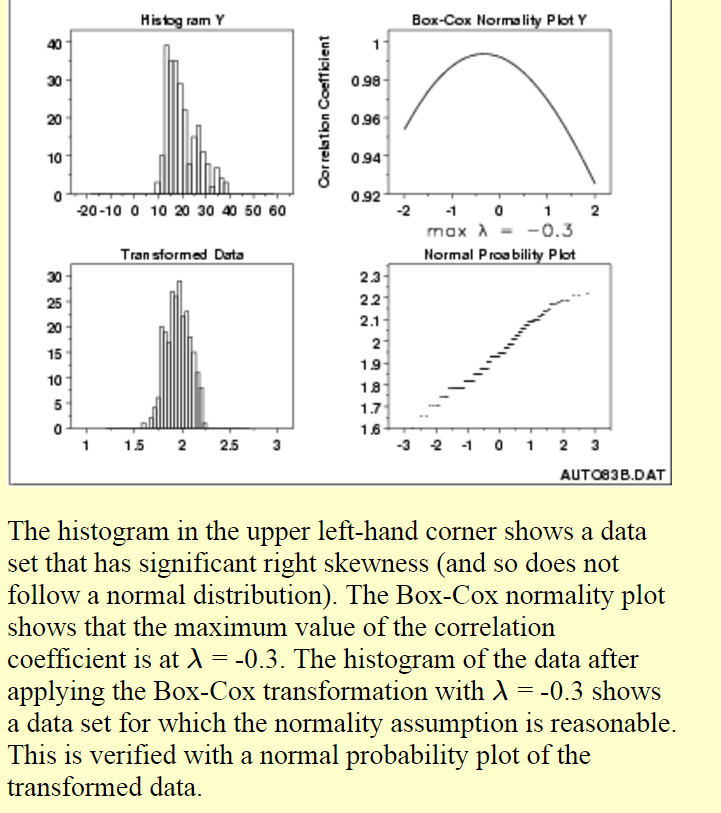 Histogram Y
Box-Cox Normality Plot Y
40
30
20
10
0
-20 -10 0 10 20 30 40 50 60
Correlation Coefficient
1
0.98
0.96
0.94
0.92
-2 -1 0 1 2
max λ = -0.3
Transformed Data
Normal Proability Plot
30
25
20
15
10
5
0
1 1.5 2 2.5 3
2.3
2.2
2.1
2
1.9
1.8
1.7
1.6
-3 -2 -1 0 1 2 3
AUTO83B.DAT
The histogram in the upper left-hand corner shows a data
set that has significant right skewness (and so does not
follow a normal distribution). The Box-Cox normality plot
shows that the maximum value of the correlation
coefficient is at λ = -0.3. The histogram of the data after
applying the Box-Cox transformation with λ = -0.3 shows
a data set for which the normality assumption is reasonable.
This is verified with a normal probability plot of the
transformed data.